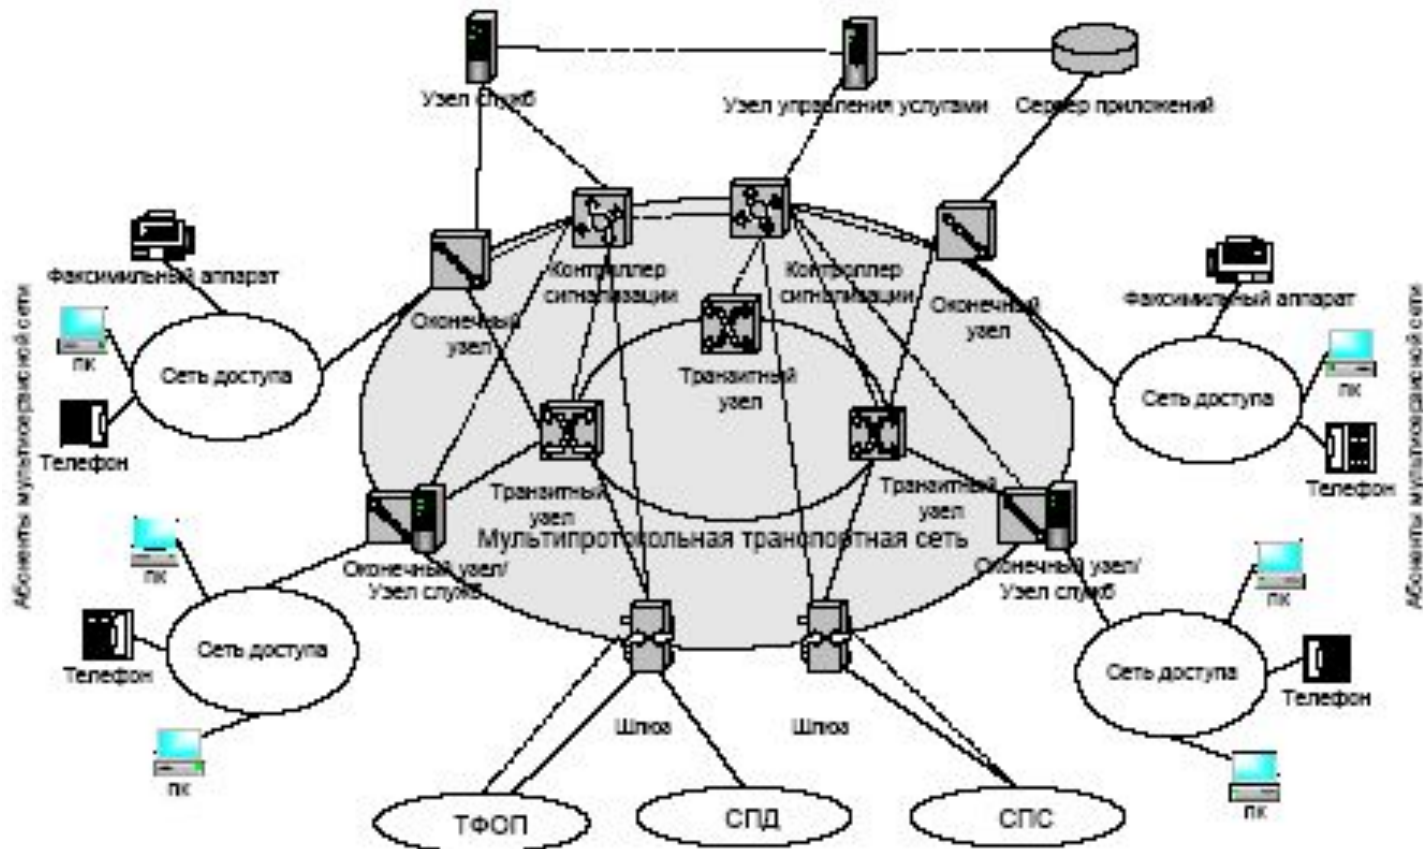 Узел служб
Узел управления услугами
Сервер приложений
Факсимильный аппарат
Контроллер
сигнализации
Контроллер
сигнализации
Факсимильный аппарат
Оконечный
узел
Оконечный
узел
ПК
Сеть доступа
Транзитный
узел
Сеть доступа
ПК
Телефон
Телефон
Транзитный
узел
Транзитный
узел
Мультипротокольная транспортная сеть
Абоненты мультисервисной сети
Абоненты мультисервисной сети
ПК
Оконечный узел/
Узел служб
Оконечный узел/
Узел служб
ПК
Сеть доступа
Сеть доступа
Телефон
Телефон
Шлюз
Шлюз
ПК
ПК
ТФОП
СПД
СПС